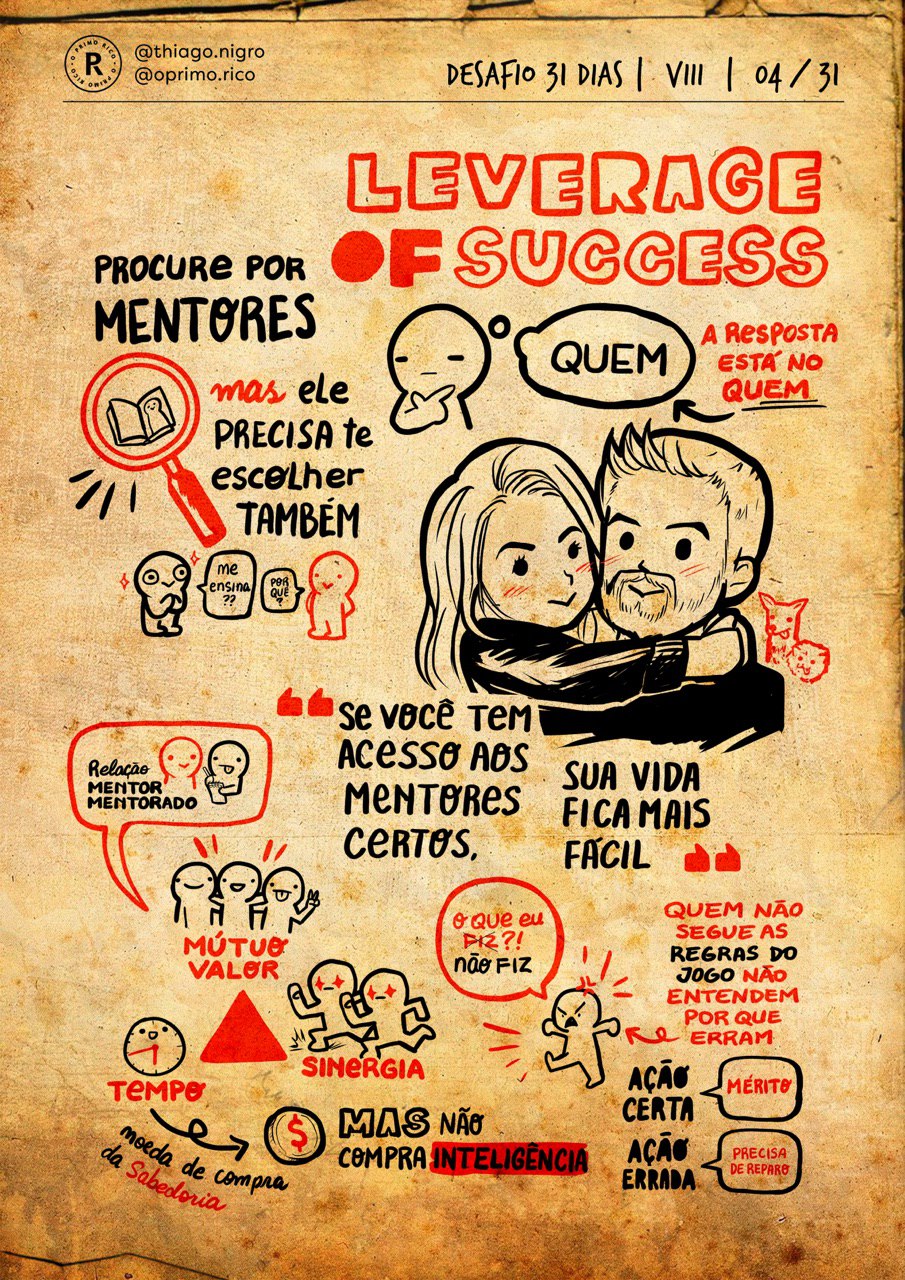 O PRIMO RICO • O PRIMO RICO •
R
@thiago.nigro
@oprimo.rico
DESAFIO 31 DIAS | VIII | 04 / 31
LEVERAGE
OF SUCCESS
PROCURE POR
MENTORES
mas ele
PRECISA te
escolher
TAMBÉM
QUEM
A RESPOSTA
ESTÁ NO
QUEM
me
ensina
??
POR
QUÊ
?
“ Se VOCÊ TEM
ACESSO AOS
MENTORES
CERTOS,
SUA VIDA
FICA MAIS
FÁCIL ”
Relação
MENTOR
MENTORADO
MÚTUO
VALOR
TEMPO
SINERGIA
moeda de compra
da Sabedoria
$
MAS NÃO
COMPRA INTELIGÊNCIA
O QUE EU
FIZ?!
NÃO FIZ
QUEM NÃO
SEGUE AS
REGRAS DO
JOGO NÃO
ENTENDEM
POR QUE
ERRAM
AÇÃO
CERTA
MÉRITO
AÇÃO
ERRADA
PRECISA
DE REPARO